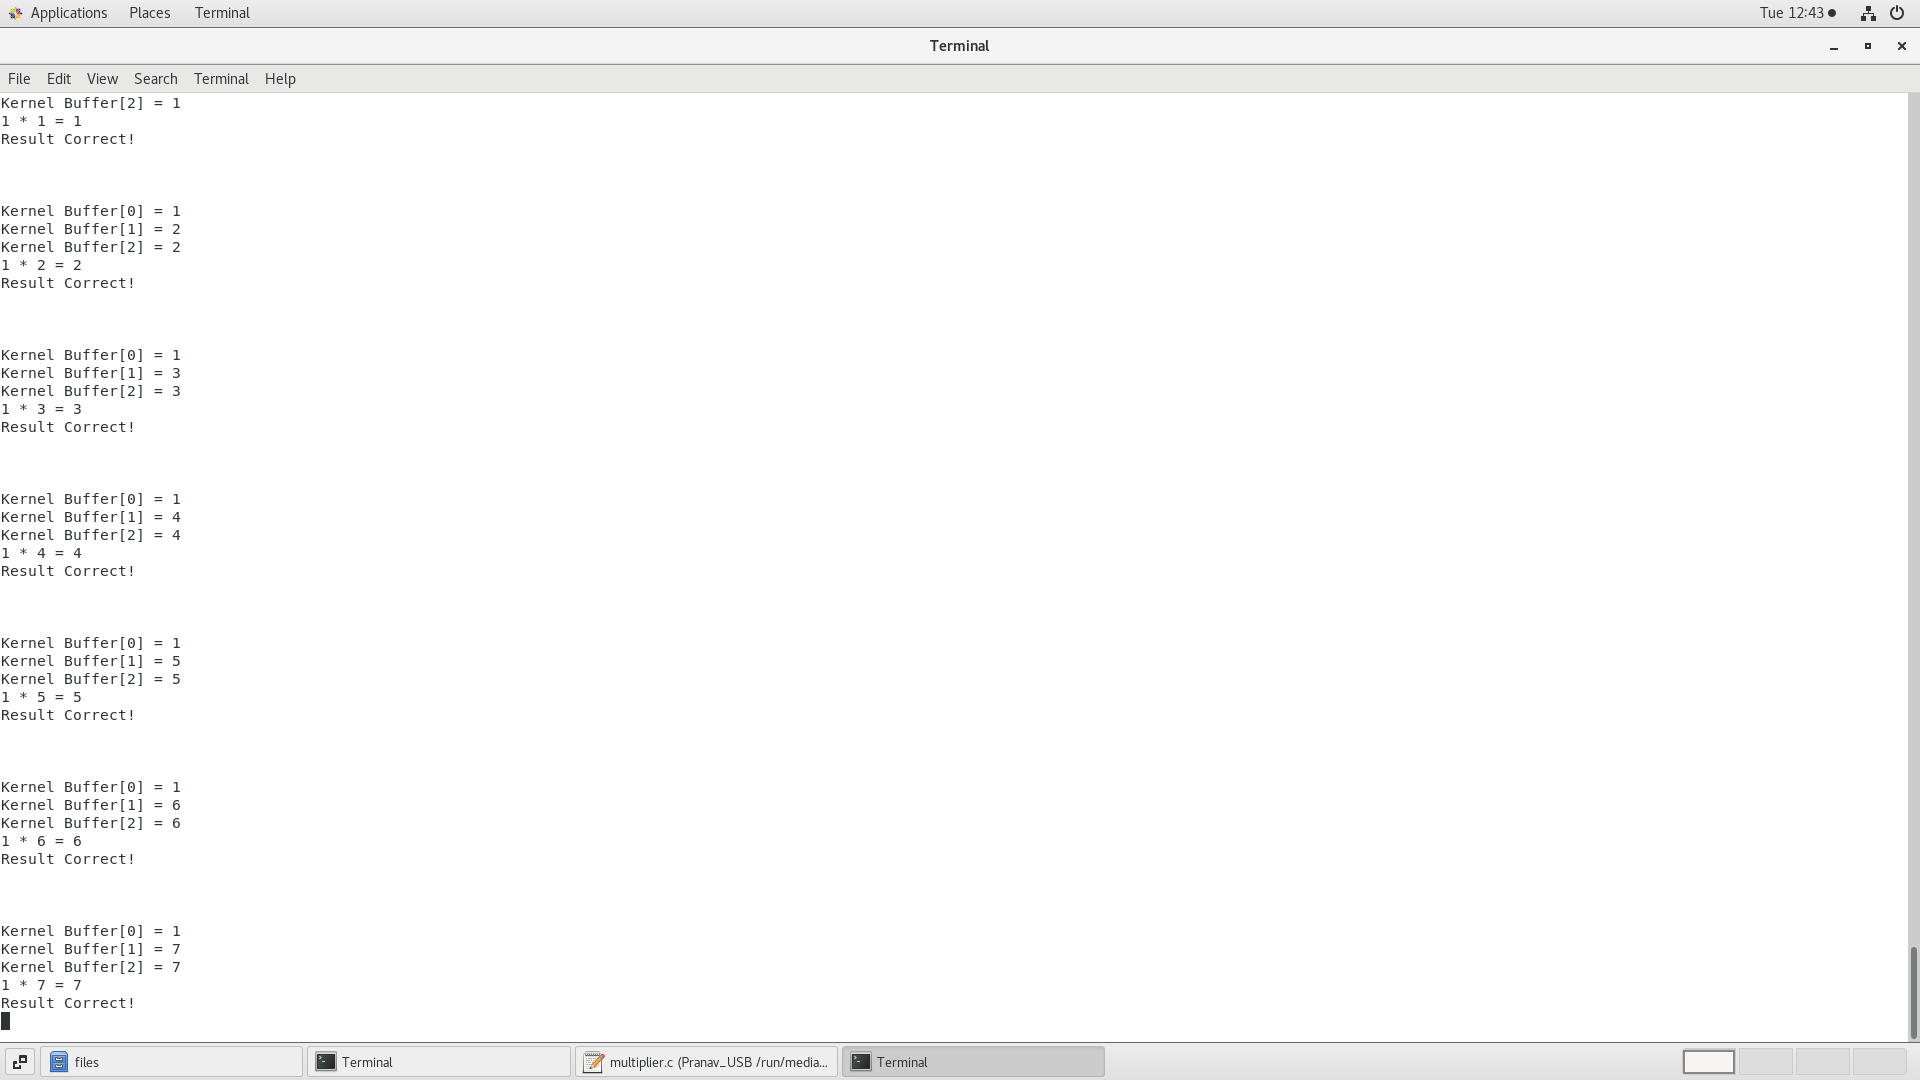 Applications Places Terminal Tue 12:43
Terminal
File Edit View Search Terminal Help
Kernel Buffer[2] = 1
1 * 1 = 1
Result Correct!
Kernel Buffer[0] = 1
Kernel Buffer[1] = 2
Kernel Buffer[2] = 2
1 * 2 = 2
Result Correct!
Kernel Buffer[0] = 1
Kernel Buffer[1] = 3
Kernel Buffer[2] = 3
1 * 3 = 3
Result Correct!
Kernel Buffer[0] = 1
Kernel Buffer[1] = 4
Kernel Buffer[2] = 4
1 * 4 = 4
Result Correct!
Kernel Buffer[0] = 1
Kernel Buffer[1] = 5
Kernel Buffer[2] = 5
1 * 5 = 5
Result Correct!
Kernel Buffer[0] = 1
Kernel Buffer[1] = 6
Kernel Buffer[2] = 6
1 * 6 = 6
Result Correct!
Kernel Buffer[0] = 1
Kernel Buffer[1] = 7
Kernel Buffer[2] = 7
1 * 7 = 7
Result Correct!
files Terminal multiplier.c (Pranav_USB /run/media... Terminal